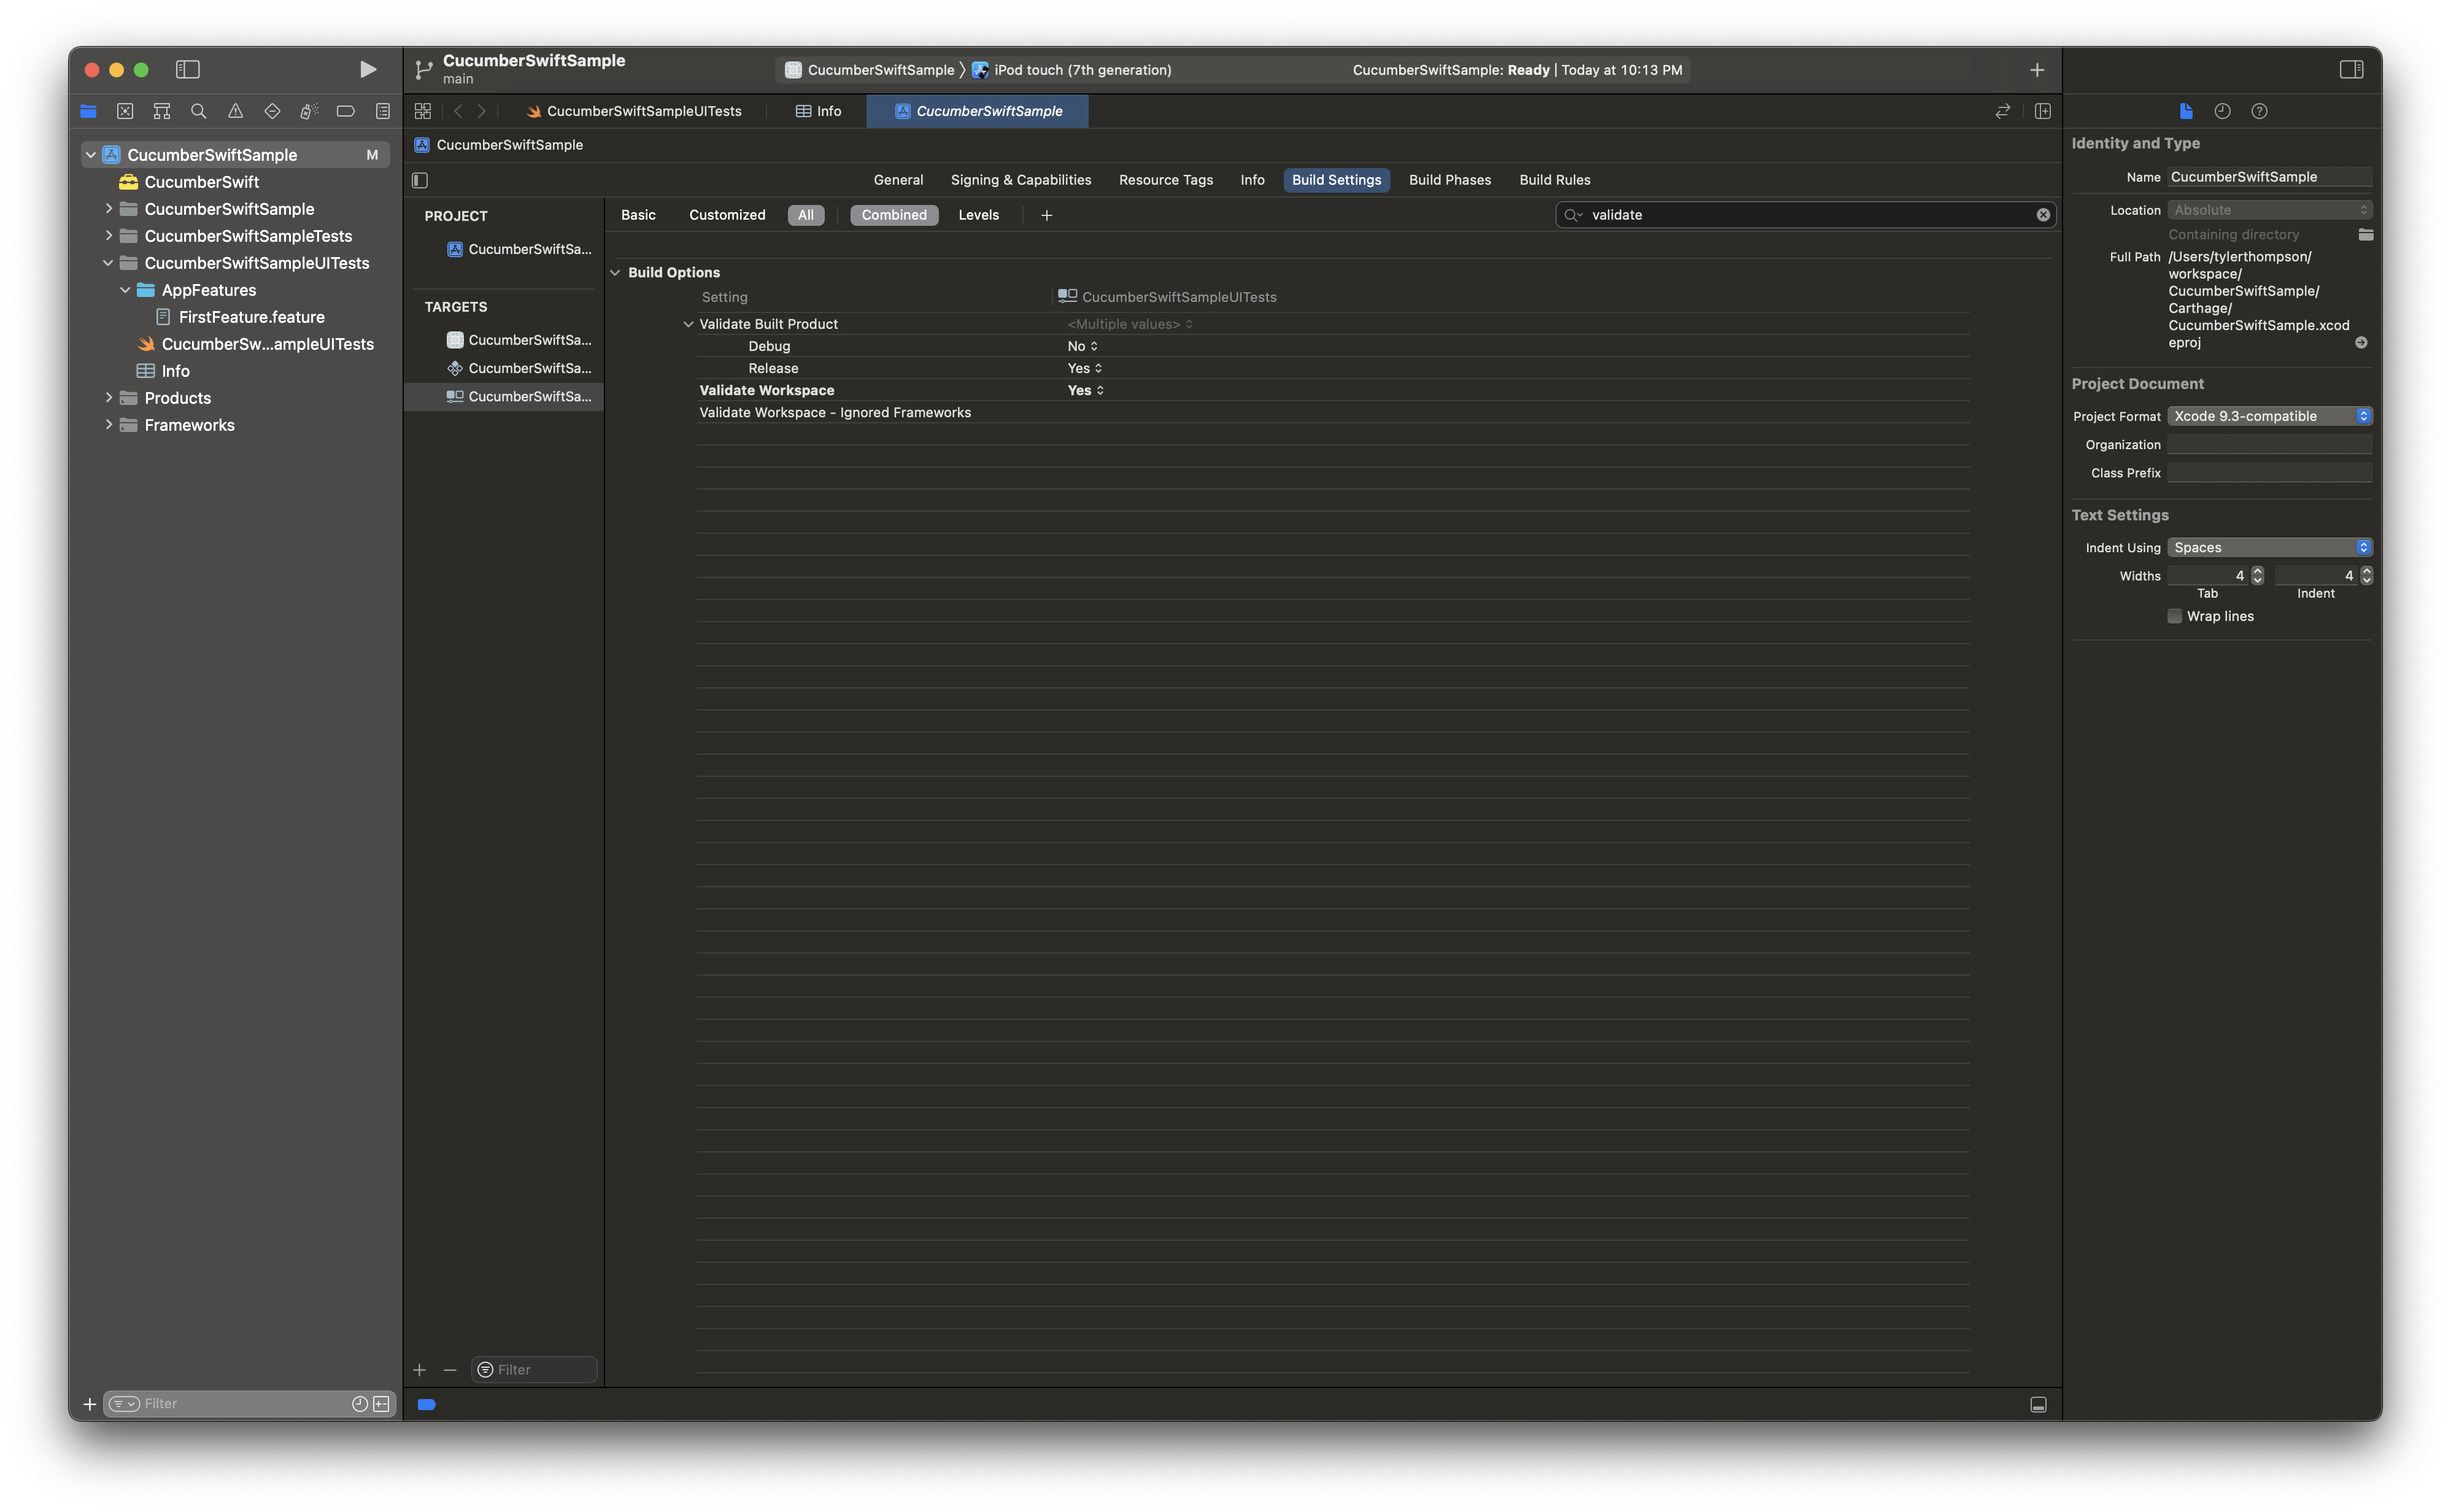 CucumberSwiftSample
main
CucumberSwiftSample
iPod touch (7th generation)
CucumberSwiftSample: Ready | Today at 10:13 PM
CucumberSwiftSampleUITests
Info
CucumberSwiftSample
CucumberSwiftSample M
CucumberSwift
CucumberSwiftSample
CucumberSwiftSampleTests
CucumberSwiftSampleUITests
AppFeatures
FirstFeature.feature
CucumberSw...ampleUITests
Info
Products
Frameworks
Filter
CucumberSwiftSample
General
Signing & Capabilities
Resource Tags
Info
Build Settings
Build Phases
Build Rules
PROJECT
CucumberSwiftSa...
TARGETS
CucumberSwiftSa...
CucumberSwiftSa...
CucumberSwiftSa...
Filter
Basic
Customized
All
Combined
Levels
validate
Build Options
Setting
CucumberSwiftSampleUITests
Validate Built Product
<Multiple values>
Debug
No
Release
Yes
Validate Workspace
Yes
Validate Workspace - Ignored Frameworks
Identity and Type
Name CucumberSwiftSample
Location Absolute
Containing directory
Full Path /Users/tylerthompson/
workspace/
CucumberSwiftSample/
Carthage/
CucumberSwiftSample.xcod
eproj
Project Document
Project Format Xcode 9.3-compatible
Organization
Class Prefix
Text Settings
Indent Using Spaces
Widths 4 4
Tab Indent
Wrap lines